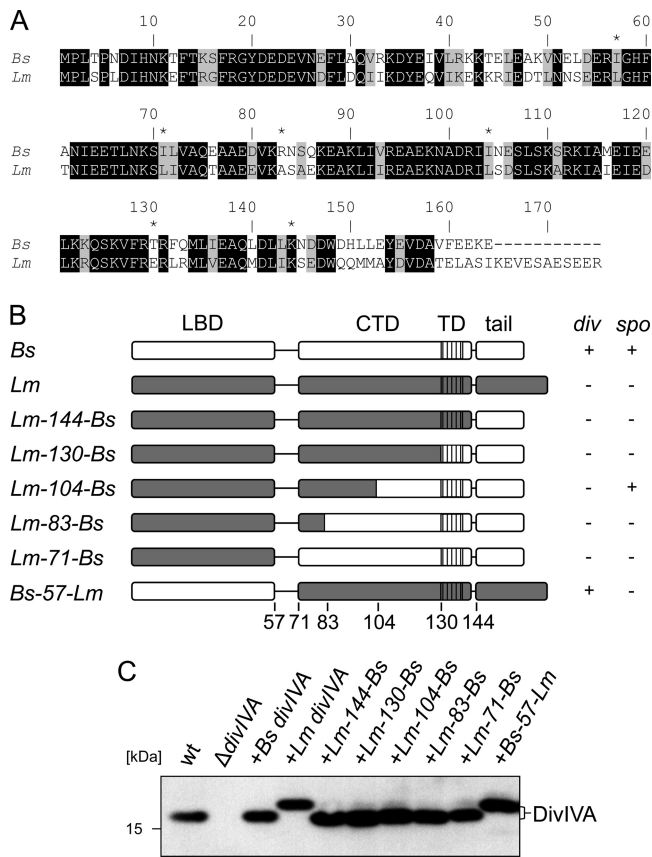 A
10 20 30 40 50 60
*
Bs MPLTPNDIHNKTFTKSFRGYDEDEVNEFLAQVRKDYEIVLRKKTELEAKVNELDERIGHF
Lm MPLSPLDIHNKEFTRGFRGYDEDEVNEFLDQIIKDYEQVIKEKKRIEDTLNNSEERLGHF
70 80 90 100 110 120
* * *
Bs ANIEETLNKSILVAQEAAEDVKRNSQKEAKLIVREAEKNADRIINESLSKSRKIAMEIEE
Lm TNIEETLNKSLIVAQTAAEEVKASAEKEAKLIVREAEKNADRILSDSLSKARKIAIEIED
130 140 150 160 170
* *
Bs LKKQSKVFRTRFQMLIEAQLDLLKNDDWDHLLEYEVDAVFEEKE-----------
Lm LKRQSKVFRERLRMLVEAQMDLIKSEDWQQMMAYDVDATELASIKEVESAESEER
B
LBD CTD TD tail div spo
Bs + +
Lm - -
Lm-144-Bs - -
Lm-130-Bs - -
Lm-104-Bs - +
Lm-83-Bs - -
Lm-71-Bs - -
Bs-57-Lm + -
57 71 83 104 130 144
C
[kDa] wt ΔdivIVA +Bs divIVA +Lm divIVA +Lm-144-Bs +Lm-130-Bs +Lm-104-Bs +Lm-83-Bs +Lm-71-Bs +Bs-57-Lm
DivIVA
15